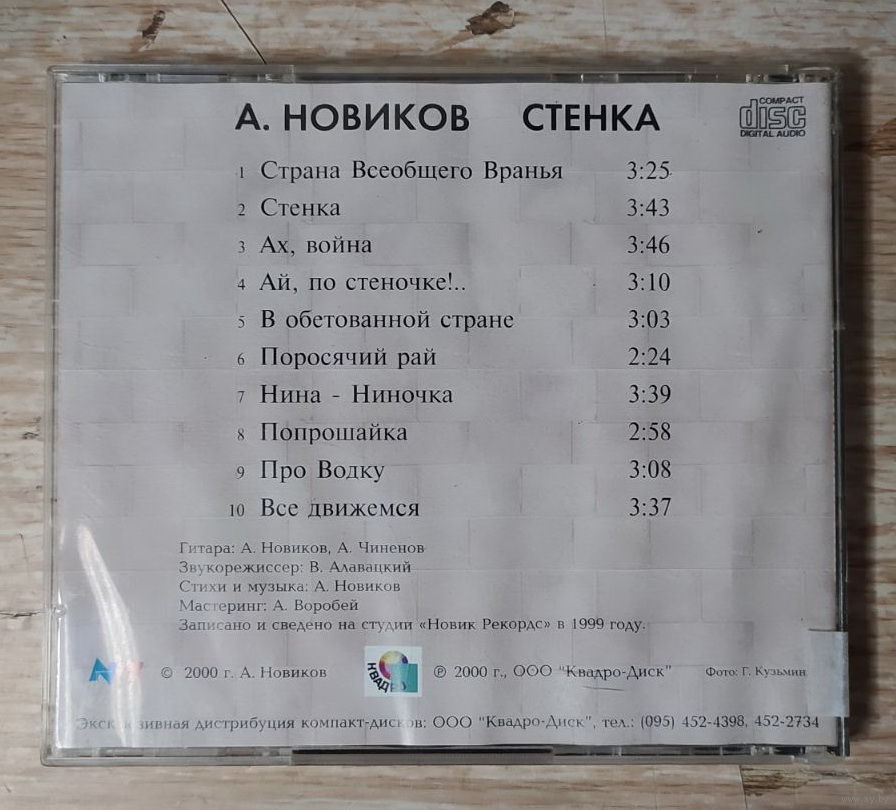 А. НОВИКОВ СТЕНКА
COMPACT
disc
DIGITAL AUDIO
1 Страна Всеобщего Вранья 3:25
2 Стенка 3:43
3 Ах, война 3:46
4 Ай, по стеночке!.. 3:10
5 В обетованной стране 3:03
6 Поросячий рай 2:24
7 Нина - Ниночка 3:39
8 Попрошайка 2:58
9 Про Водку 3:08
10 Все движемся 3:37
Гитара: А. Новиков, А. Чиненов
Звукорежиссер: В. Алавацкий
Стихи и музыка: А. Новиков
Мастеринг: А. Воробей
Записано и сведено на студии «Новик Рекордс» в 1999 году.
© 2000 г. А. Новиков
КВАДРО
℗ 2000 г., ООО "Квадро-Диск"
Фото: Г. Кузьмин
дистрибуция компакт-дисков: ООО "Квадро-Диск", тел.: (095) 452-4398, 452-2734